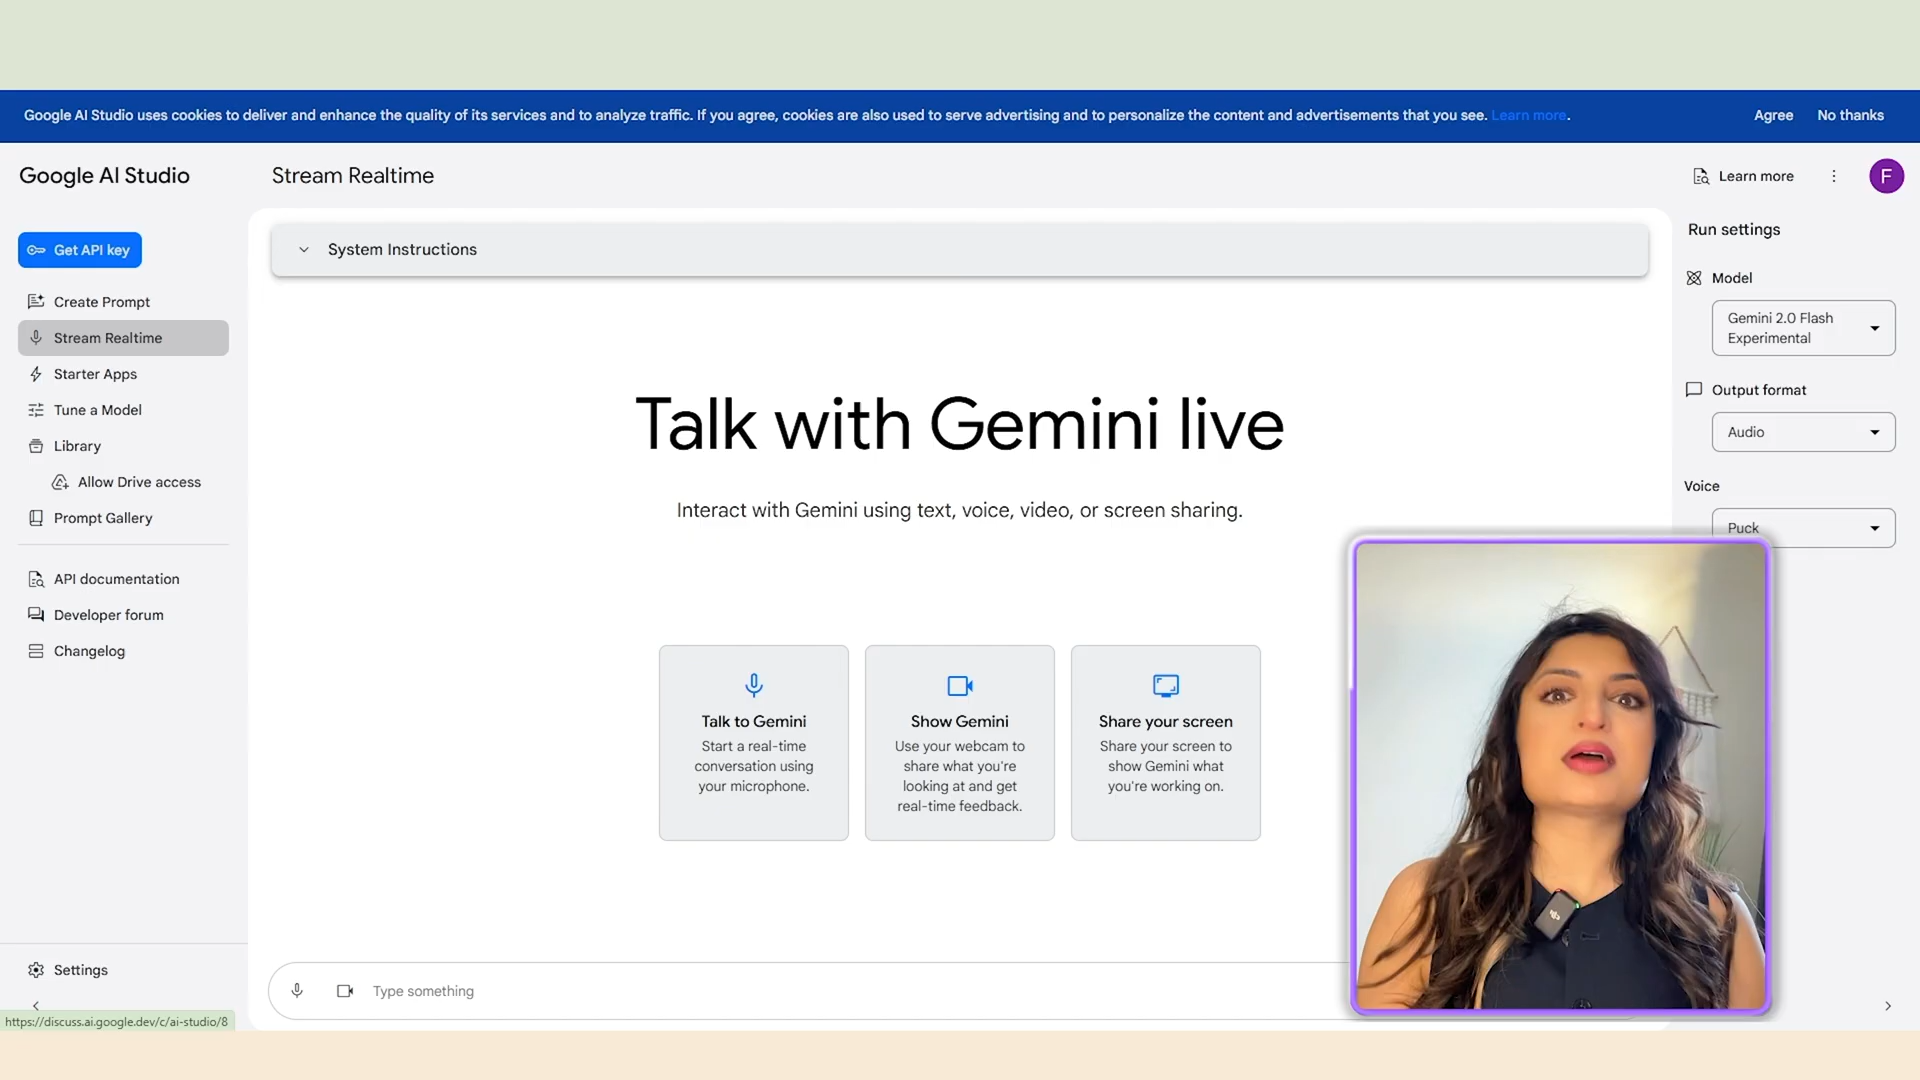 Google AI Studio uses cookies to deliver and enhance the quality of its services and to analyze traffic. If you agree, cookies are also used to serve advertising and to personalize the content and advertisements that you see. Learn more.
Agree
No thanks
Google AI Studio
Stream Realtime
Learn more
F
Get API key
Create Prompt
Stream Realtime
Starter Apps
Tune a Model
Library
Allow Drive access
Prompt Gallery
API documentation
Developer forum
Changelog
Settings
https://discuss.ai.google.dev/c/ai-studio/8
System Instructions
Talk with Gemini live
Interact with Gemini using text, voice, video, or screen sharing.
Talk to Gemini
Start a real-time
conversation using
your microphone.
Show Gemini
Use your webcam to
share what you're
looking at and get
real-time feedback.
Share your screen
Share your screen to
show Gemini what
you're working on.
Type something
Run settings
Model
Gemini 2.0 Flash
Experimental
Output format
Audio
Voice
Puck